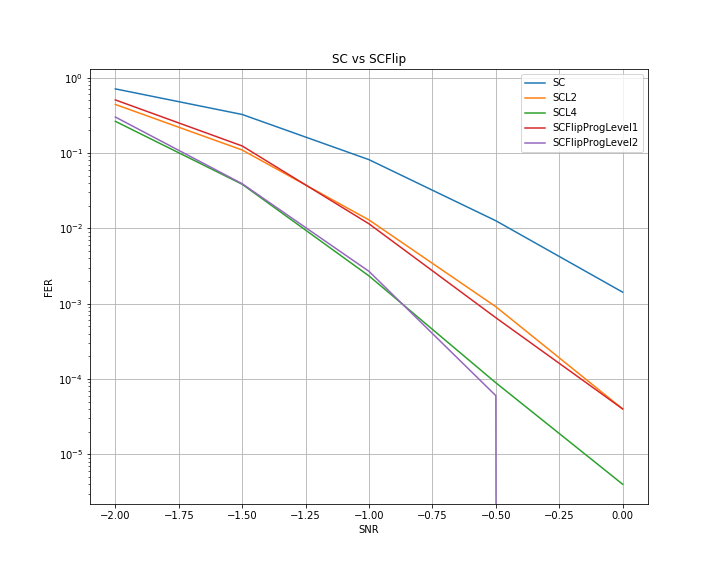 SC vs SCFlip
SC
SCL2
SCL4
SCFlipProgLevel1
SCFlipProgLevel2
10⁰
10⁻¹
10⁻²
10⁻³
10⁻⁴
10⁻⁵
FER
−2.00 −1.75 −1.50 −1.25 −1.00 −0.75 −0.50 −0.25 0.00
SNR